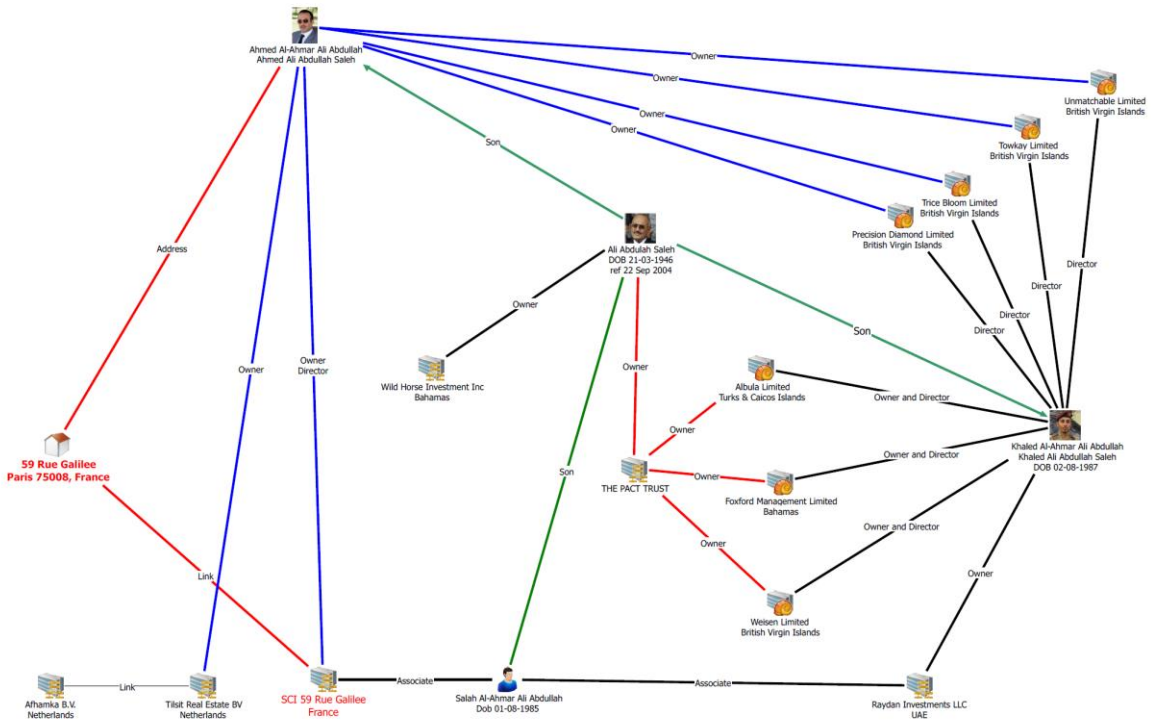 Ahmed Al-Ahmar Ali Abdullah
Ahmed Ali Abdullah Saleh
Owner
Owner
Owner
Owner
Unmatchable Limited
British Virgin Islands
Towkay Limited
British Virgin Islands
Trice Bloom Limited
British Virgin Islands
Precision Diamond Limited
British Virgin Islands
Son
Address
Ali Abdulah Saleh
DOB 21-03-1946
ref 22 Sep 2004
Director
Director
Director
Director
Owner
Son
Owner
Director
Owner
Owner
Wild Horse Investment Inc
Bahamas
Albula Limited
Turks & Caicos Islands
Owner and Director
Owner
Khaled Al-Ahmar Ali Abdullah
Khaled Ali Abdullah Saleh
DOB 02-08-1987
59 Rue Galilee
Paris 75008, France
Owner and Director
Son
Owner
THE PACT TRUST
Foxford Management Limited
Bahamas
Owner and Director
Owner
Owner
Link
Weisen Limited
British Virgin Islands
Link
Associate
Associate
Afhamka B.V.
Netherlands
Tilsit Real Estate BV
Netherlands
SCI 59 Rue Galilee
France
Salah Al-Ahmar Ali Abdullah
Dob 01-08-1985
Raydan Investments LLC
UAE